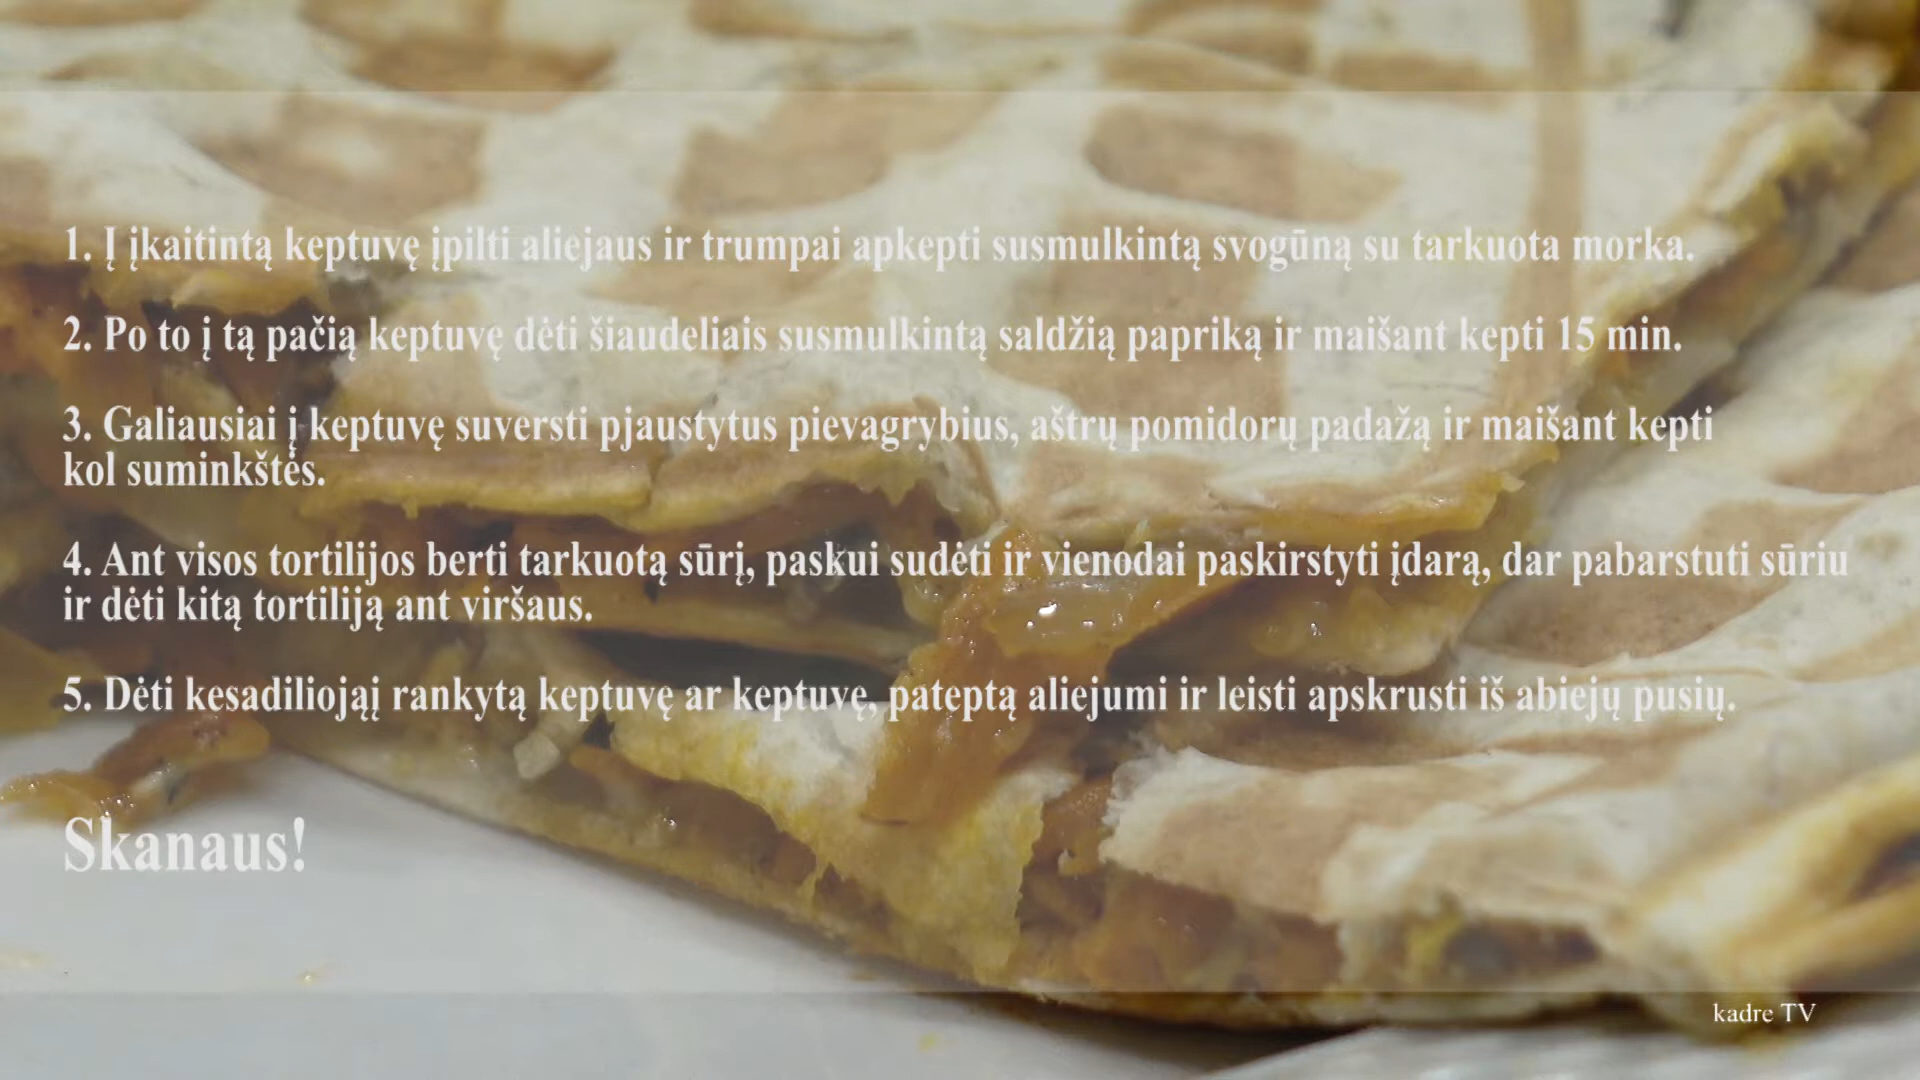 1. Į įkaitintą keptuvę įpilti aliejaus ir trumpai apkepti susmulkintą svogūną su tarkuota morka.
2. Po to į tą pačią keptuvę dėti šiaudeliais susmulkintą saldžią papriką ir maišant kepti 15 min.
3. Galiausiai į keptuvę suversti pjaustytus pievagrybius, aštrų pomidorų padažą ir maišant kepti
kol suminkštės.
4. Ant visos tortilijos berti tarkuotą sūrį, paskui sudėti ir vienodai paskirstyti įdarą, dar pabarstuti sūriu
ir dėti kitą tortiliją ant viršaus.
5. Dėti kesadiliojąįį rankytą keptuvę ar keptuvę, pateptą aliejumi ir leisti apskrusti iš abiejų pusių.
Skanaus!
kadre TV